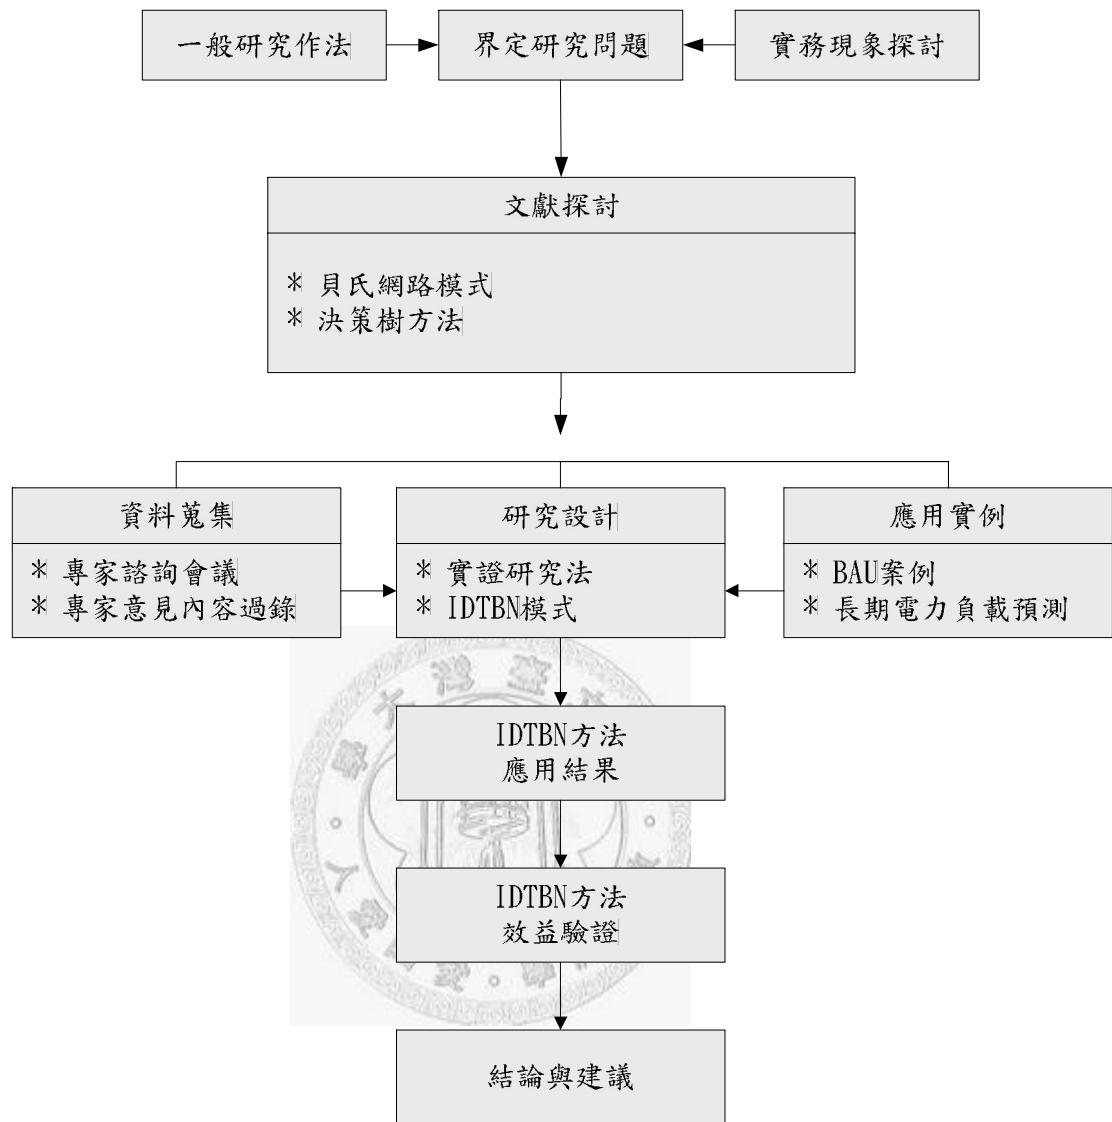 一般研究作法
界定研究問題
實務現象探討
文獻探討
* 貝氏網路模式
* 決策樹方法
資料蒐集
* 專家諮詢會議
* 專家意見內容過錄
研究設計
* 實證研究法
* IDTBN模式
應用實例
* BAU案例
* 長期電力負載預測
IDTBN方法
應用結果
IDTBN方法
效益驗證
結論與建議